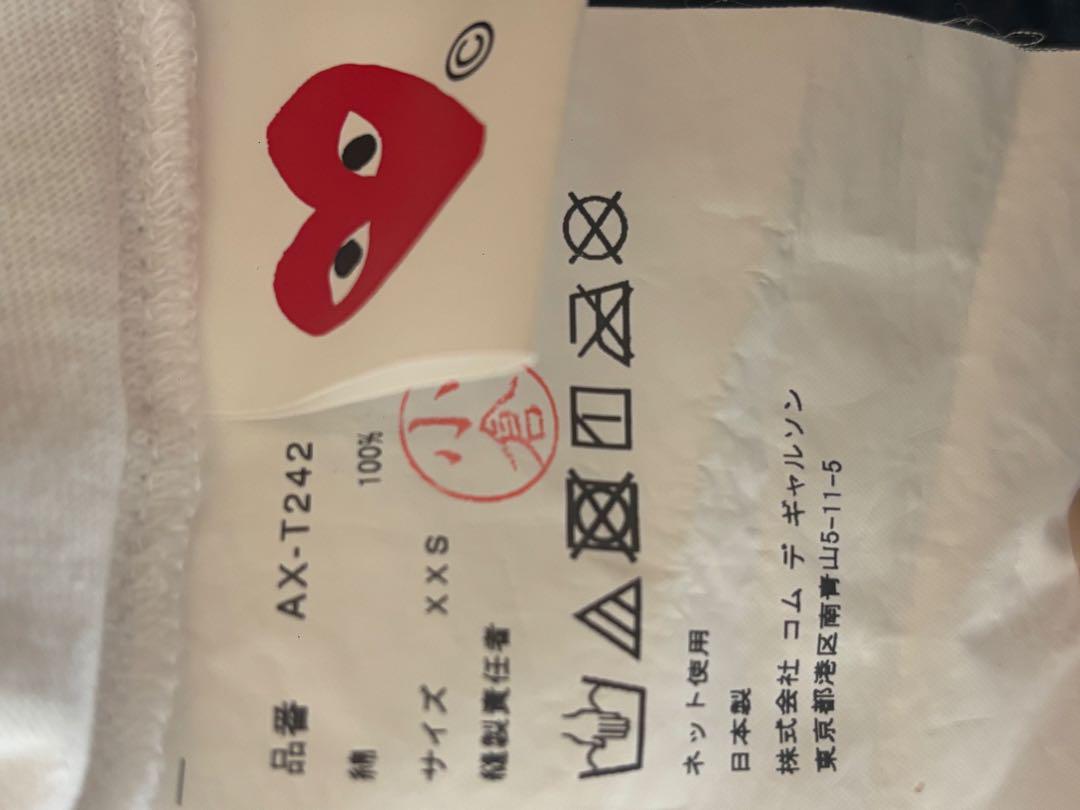 ©
品番 AX-T242
綿 100%
サイズ XXS
縫製責任者 小倉
ネット使用
日本製
株式会社 コム デ ギャルソン
東京都港区南青山5-11-5